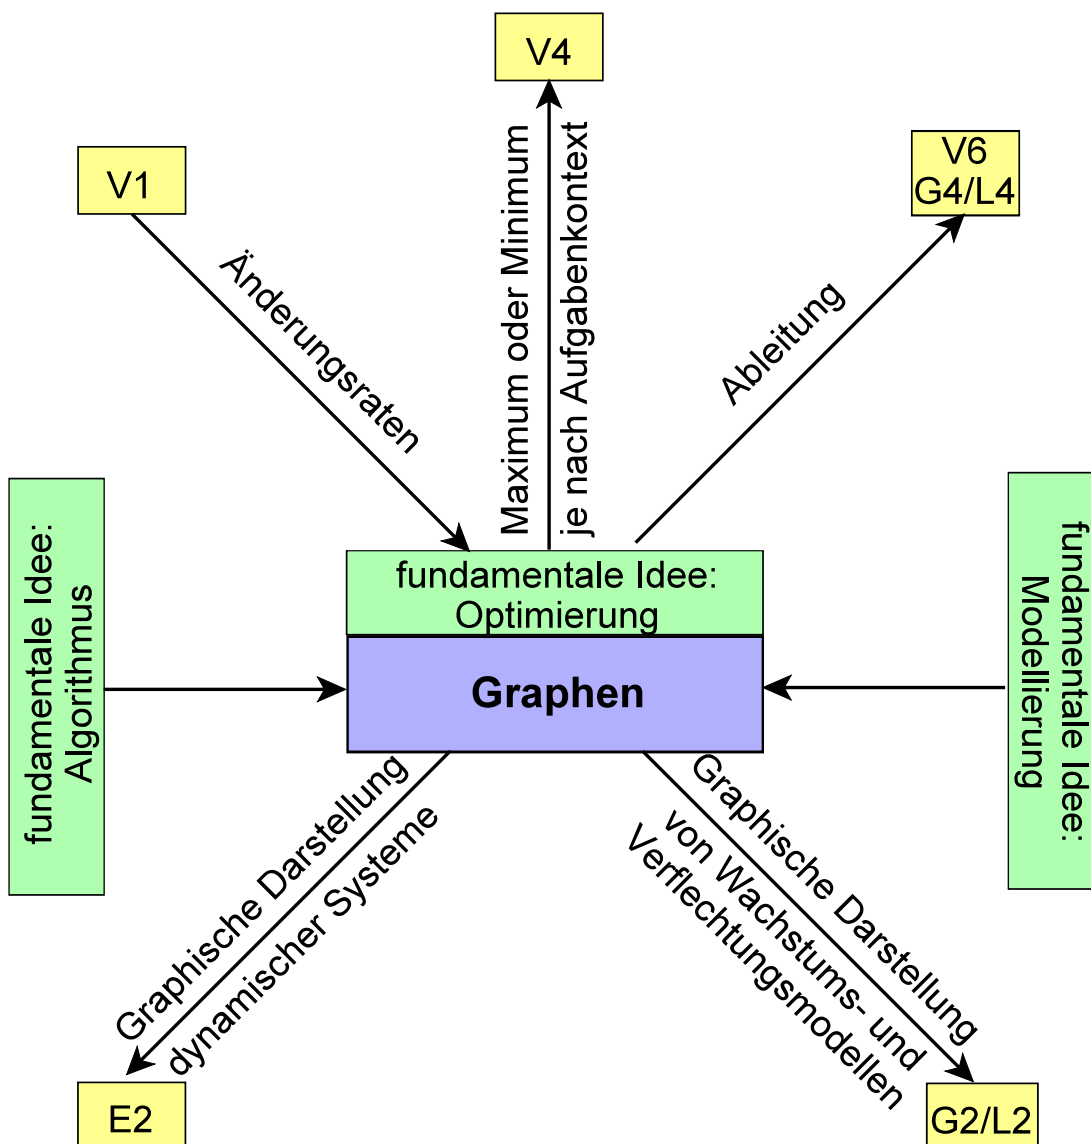 V4
V1
V6
G4/L4
Änderungsraten
Maximum oder Minimum
je nach Aufgabenkontext
Ableitung
fundamentale Idee:
Algorithmus
fundamentale Idee:
Optimierung
Graphen
fundamentale Idee:
Modellierung
Graphische Darstellung
dynamischer Systeme
Graphische Darstellung
von Wachstums- und
Verflechtungsmodellen
E2
G2/L2